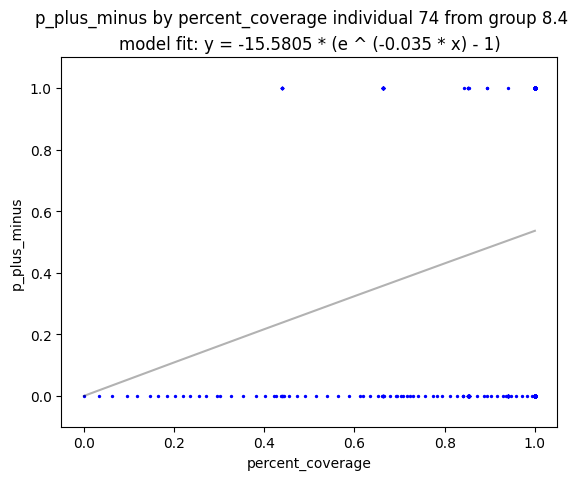 p_plus_minus by percent_coverage individual 74 from group 8.4
model fit: y = -15.5805 * (e ^ (-0.035 * x) - 1)
1.0
0.8
0.6
0.4
0.2
0.0
p_plus_minus
0.0 0.2 0.4 0.6 0.8 1.0
percent_coverage